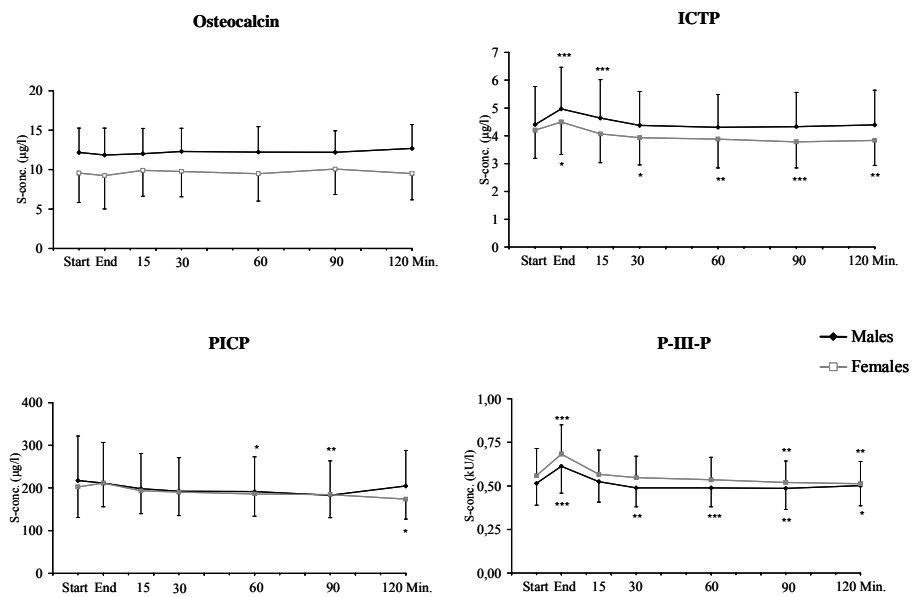 Osteocalcin
S-conc. (µg/l)
20
15
10
5
0
Start End 15 30 60 90 120 Min.
ICTP
S-conc. (µg/l)
7
6
5
4
3
2
1
0
*** ***
* * ** *** **
Start End 15 30 60 90 120 Min.
PICP
S-conc. (µg/l)
400
300
200
100
0
* **
*
Start End 15 30 60 90 120 Min.
P-III-P
Males
Females
S-conc. (kU/l)
1,00
0,75
0,50
0,25
0,00
*** ** **
*** ** *** ** *
Start End 15 30 60 90 120 Min.